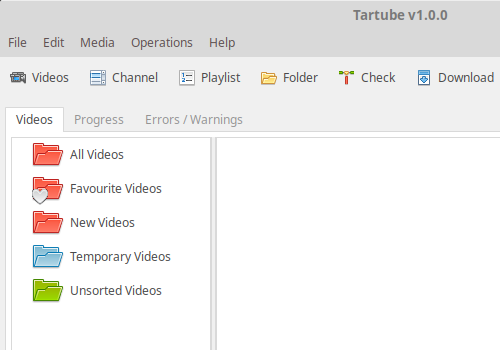 Tartube v1.0.0
File Edit Media Operations Help
Videos Channel Playlist Folder Check Download
Videos Progress Errors / Warnings
All Videos
Favourite Videos
New Videos
Temporary Videos
Unsorted Videos